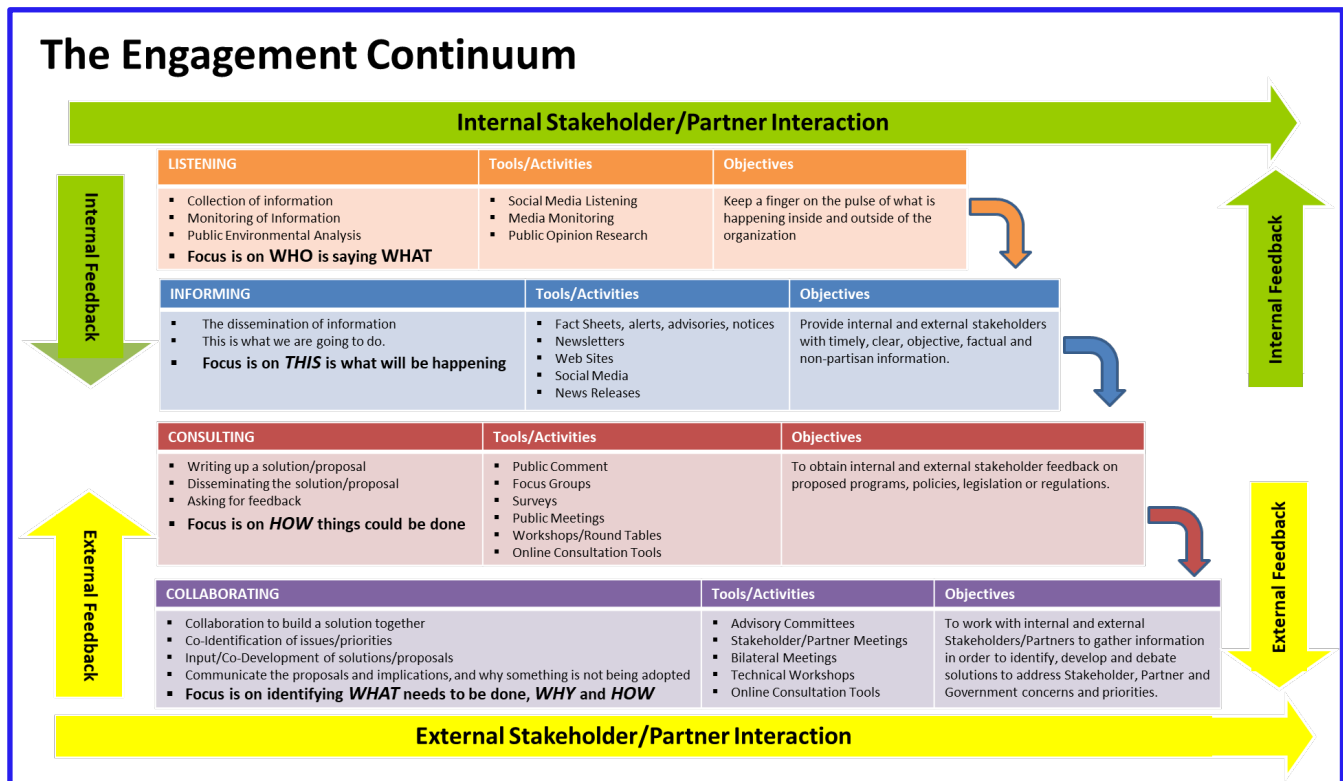 The Engagement Continuum
Internal Stakeholder/Partner Interaction
Internal Feedback
LISTENING
▪ Collection of information
▪ Monitoring of Information
▪ Public Environmental Analysis
▪ Focus is on WHO is saying WHAT
Tools/Activities
▪ Social Media Listening
▪ Media Monitoring
▪ Public Opinion Research
Objectives
Keep a finger on the pulse of what is
happening inside and outside of the
organization
Internal Feedback
INFORMING
▪ The dissemination of information
▪ This is what we are going to do.
▪ Focus is on THIS is what will be happening
Tools/Activities
▪ Fact Sheets, alerts, advisories, notices
▪ Newsletters
▪ Web Sites
▪ Social Media
▪ News Releases
Objectives
Provide internal and external stakeholders
with timely, clear, objective, factual and
non-partisan information.
External Feedback
CONSULTING
▪ Writing up a solution/proposal
▪ Disseminating the solution/proposal
▪ Asking for feedback
▪ Focus is on HOW things could be done
Tools/Activities
▪ Public Comment
▪ Focus Groups
▪ Surveys
▪ Public Meetings
▪ Workshops/Round Tables
▪ Online Consultation Tools
Objectives
To obtain internal and external stakeholder feedback on
proposed programs, policies, legislation or regulations.
External Feedback
COLLABORATING
▪ Collaboration to build a solution together
▪ Co-Identification of issues/priorities
▪ Input/Co-Development of solutions/proposals
▪ Communicate the proposals and implications, and why something is not being adopted
▪ Focus is on identifying WHAT needs to be done, WHY and HOW
Tools/Activities
▪ Advisory Committees
▪ Stakeholder/Partner Meetings
▪ Bilateral Meetings
▪ Technical Workshops
▪ Online Consultation Tools
Objectives
To work with internal and external
Stakeholders/Partners to gather information
in order to identify, develop and debate
solutions to address Stakeholder, Partner and
Government concerns and priorities.
External Stakeholder/Partner Interaction